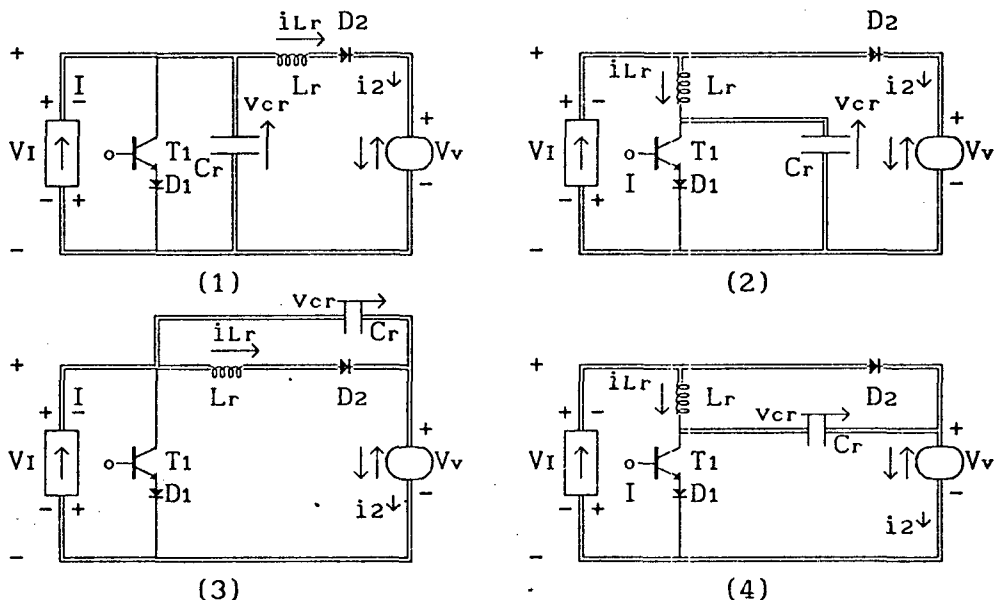 iLr D2
+
I
+
VI
- +
T1
D1
vcr
Cr
Lr
i2
+
Vv
-
-
(1)
D2
+
iLr
Lr
+ -
VI
- +
T1
I D1
vcr
Cr
i2
+
Vv
-
-
(2)
vcr
Cr
iLr
+
I
+
Lr
D2
VI
- +
T1
D1
+
Vv
-
i2
-
(3)
+
iLr
Lr
D2
+ -
vcr
Cr
VI
- +
T1
I D1
+
Vv
-
i2
-
(4)